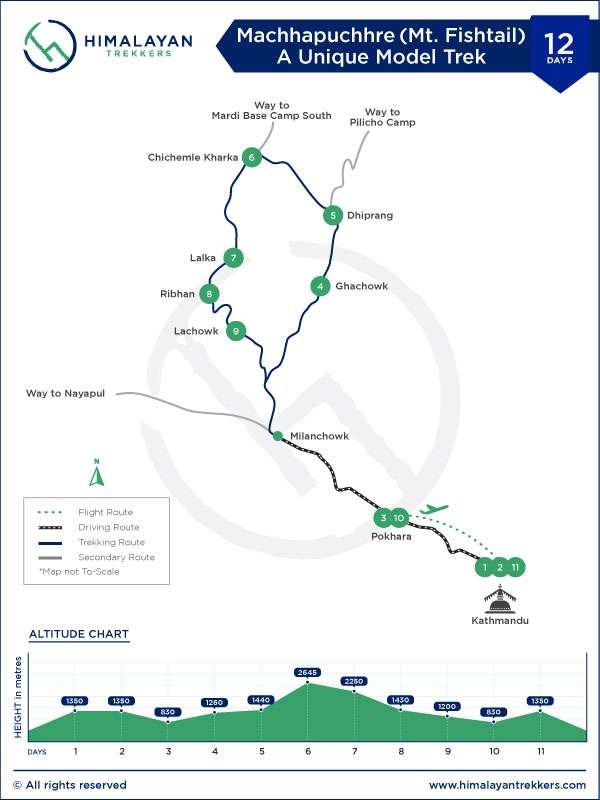 HIMALAYAN
TREKKERS
Machhapuchhre (Mt. Fishtail)
A Unique Model Trek
12
DAYS
Way to
Mardi Base Camp South
Way to
Pilicho Camp
Chichemle Kharka
6
5
Dhiprang
Lalka
7
4
Ghachowk
Ribhan
8
Lachowk
9
Way to Nayapul
Milanchowk
N
Flight Route
Driving Route
Trekking Route
Secondary Route
*Map not To-Scale
3 10
Pokhara
1 2 11
Kathmandu
ALTITUDE CHART
HEIGHT in metres
1350 1350 830 1260 1440 2645 2250 1430 1200 830 1350
DAYS 1 2 3 4 5 6 7 8 9 10 11
© All rights reserved
www.himalayantrekkers.com